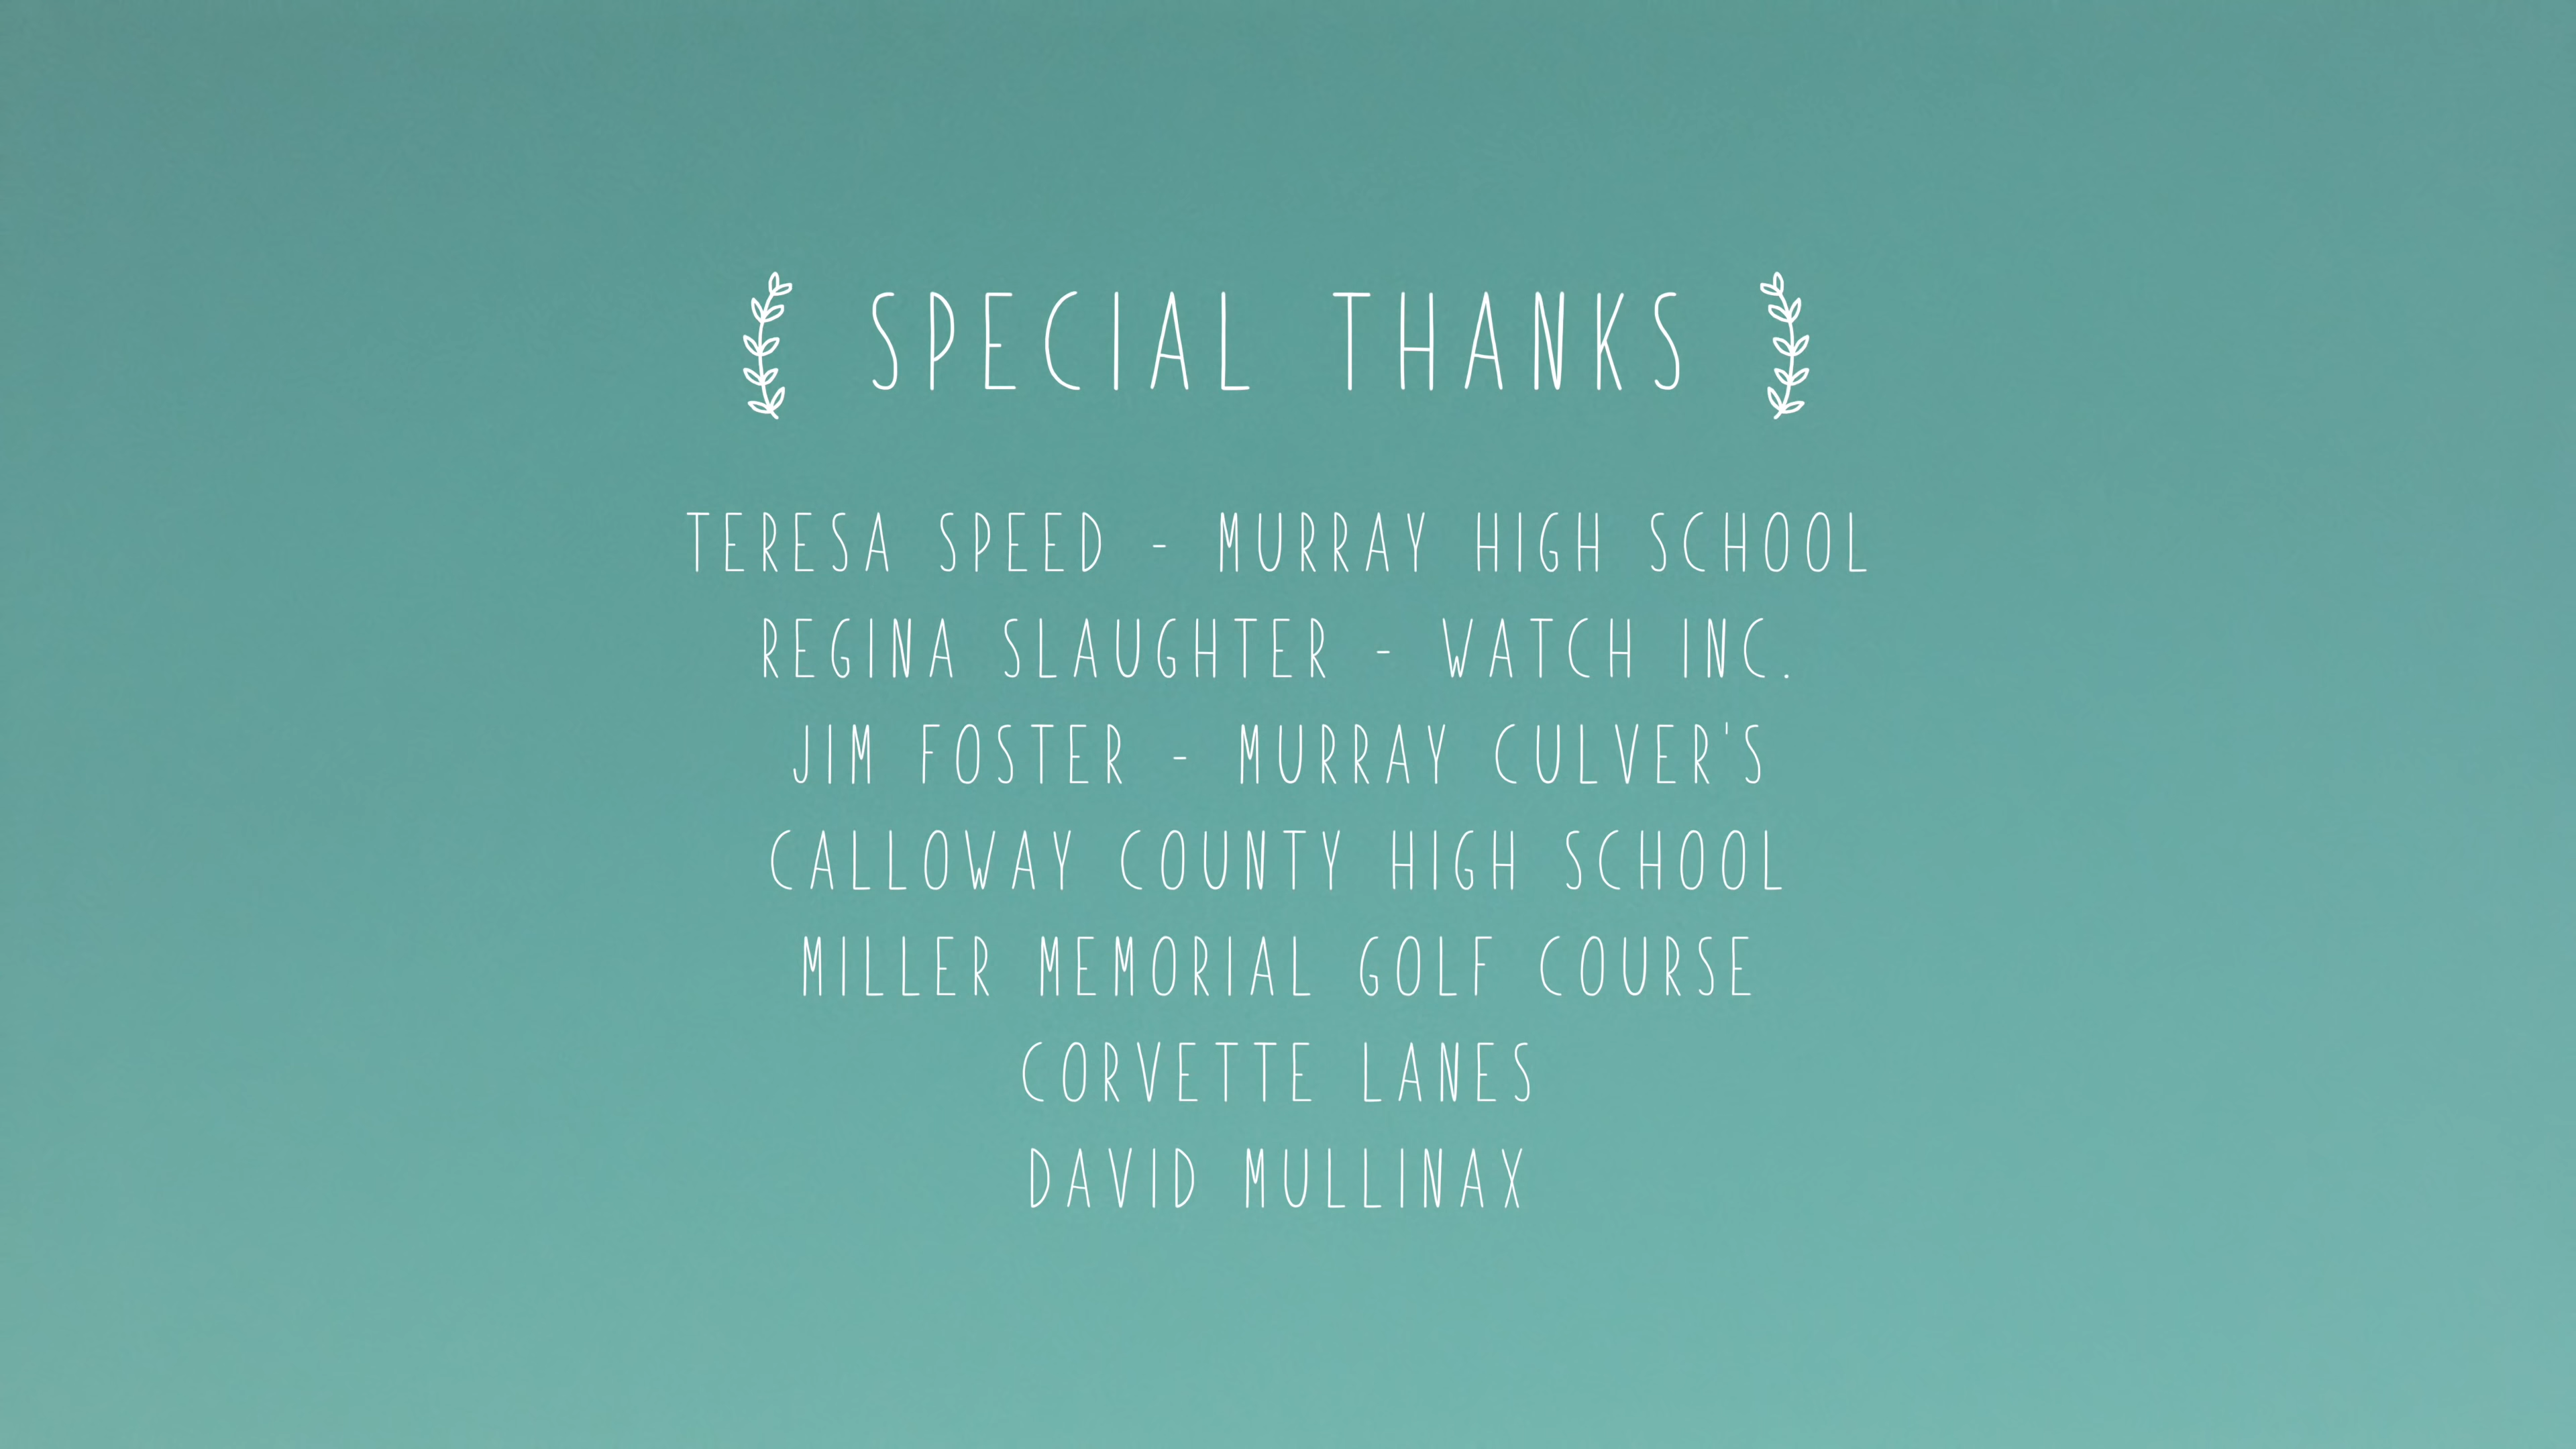 SPECIAL THANKS
TERESA SPEED - MURRAY HIGH SCHOOL
REGINA SLAUGHTER - WATCH INC.
JIM FOSTER - MURRAY CULVER'S
CALLOWAY COUNTY HIGH SCHOOL
MILLER MEMORIAL GOLF COURSE
CORVETTE LANES
DAVID MULLINAX